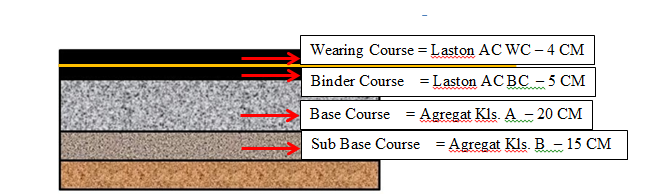 Wearing Course = Laston AC WC – 4 CM
Binder Course = Laston AC BC – 5 CM
Base Course = Agregat Kls. A – 20 CM
Sub Base Course = Agregat Kls. B – 15 CM